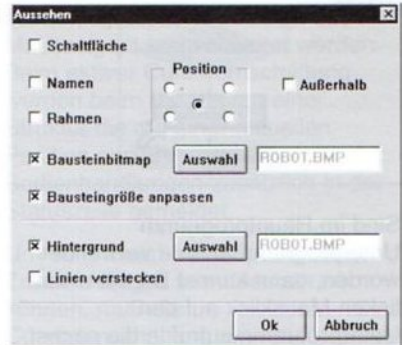 Aussehen
Schaltfläche
Position
Namen
Außerhalb
Rahmen
Bausteinbitmap Auswahl ROBOT.BMP
Bausteingröße anpassen
Hintergrund Auswahl ROBOT.BMP
Linien verstecken
Ok Abbruch